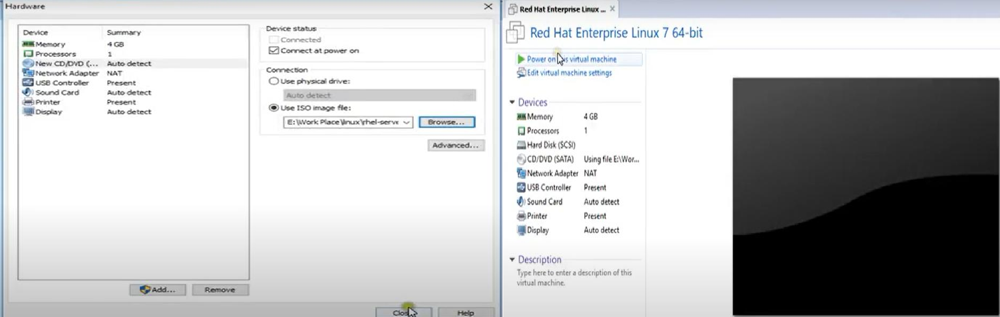 Hardware
Device Summary
Memory 4 GB
Processors 1
New CD/DVD (... Auto detect
Network Adapter NAT
USB Controller Present
Sound Card Auto detect
Printer Present
Display Auto detect
Add...
Remove
Device status
Connected
Connect at power on
Connection
Use physical drive:
Auto detect
Use ISO image file:
E:\Work Place\linux\rhel-serve
Browse...
Advanced...
Help
Red Hat Enterprise Linux ...
Red Hat Enterprise Linux 7 64-bit
Power on virtual machine
Edit virtual machine settings
Devices
Memory 4 GB
Processors 1
Hard Disk (SCSI)
CD/DVD (SATA) Using file E:\Wor...
Network Adapter NAT
USB Controller Present
Sound Card Auto detect
Printer Present
Display Auto detect
Description
Type here to enter a description of this
virtual machine.